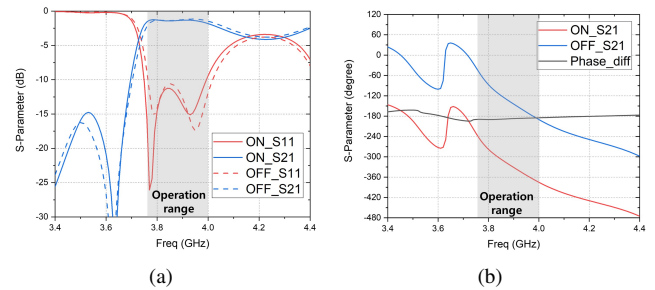 0
-5
-10
-15
-20
-25
-30
S-Parameter (dB)
3.4
3.6
3.8
4.0
4.2
4.4
Freq (GHz)
Operation
range
ON_S11
ON_S21
OFF_S11
OFF_S21
(a)
120
60
0
-60
-120
-180
-240
-300
-360
-420
-480
S-Parameter (degree)
3.4
3.6
3.8
4.0
4.2
4.4
Freq (GHz)
Operation
range
ON_S21
OFF_S21
Phase_diff
(b)